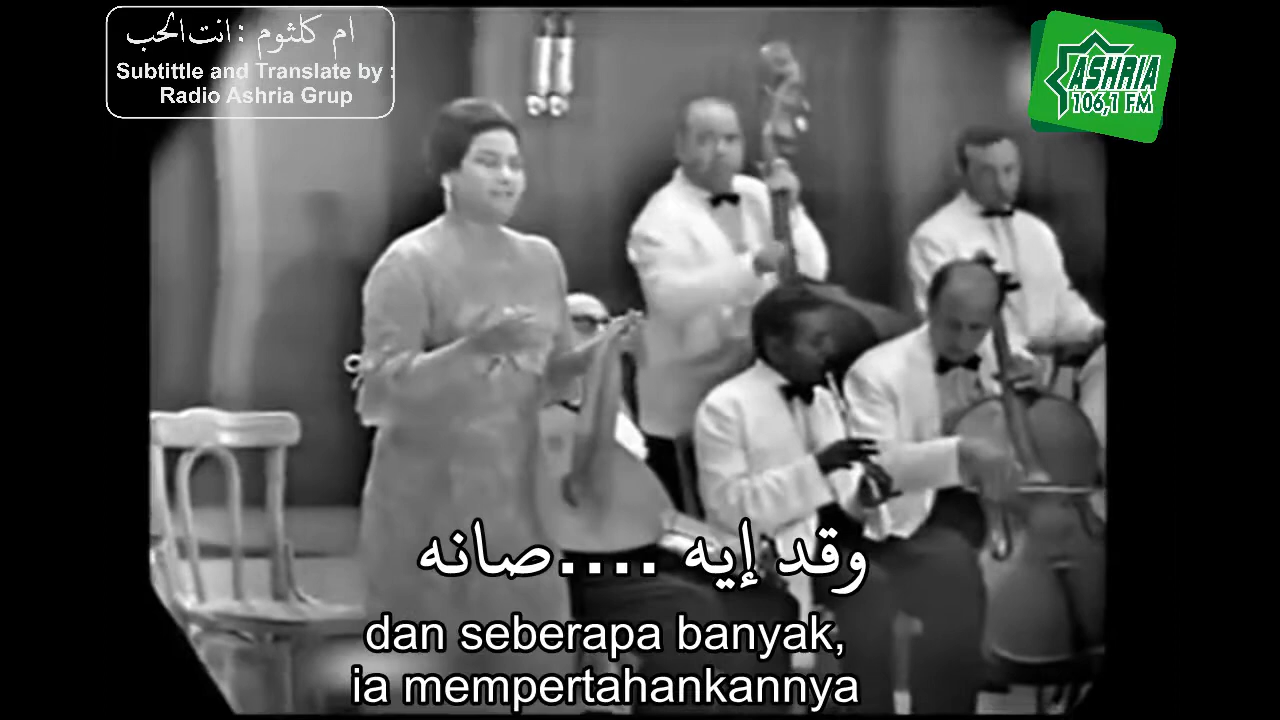 ام كلثوم : انت الحب
Subtittle and Translate by :
Radio Ashria Grup
ASHRIA
106,1 FM
وقد إيه ....صانه
dan seberapa banyak,
ia mempertahankannya